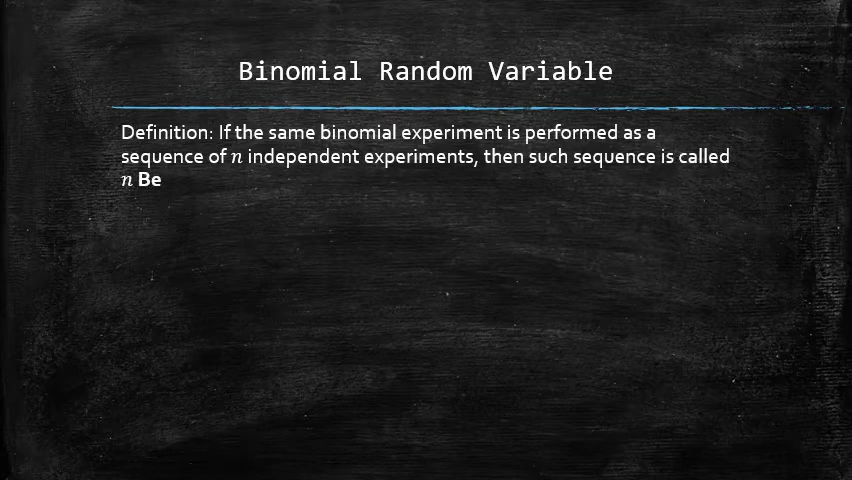 Binomial Random Variable
Definition: If the same binomial experiment is performed as a
sequence of n independent experiments, then such sequence is called
n Be